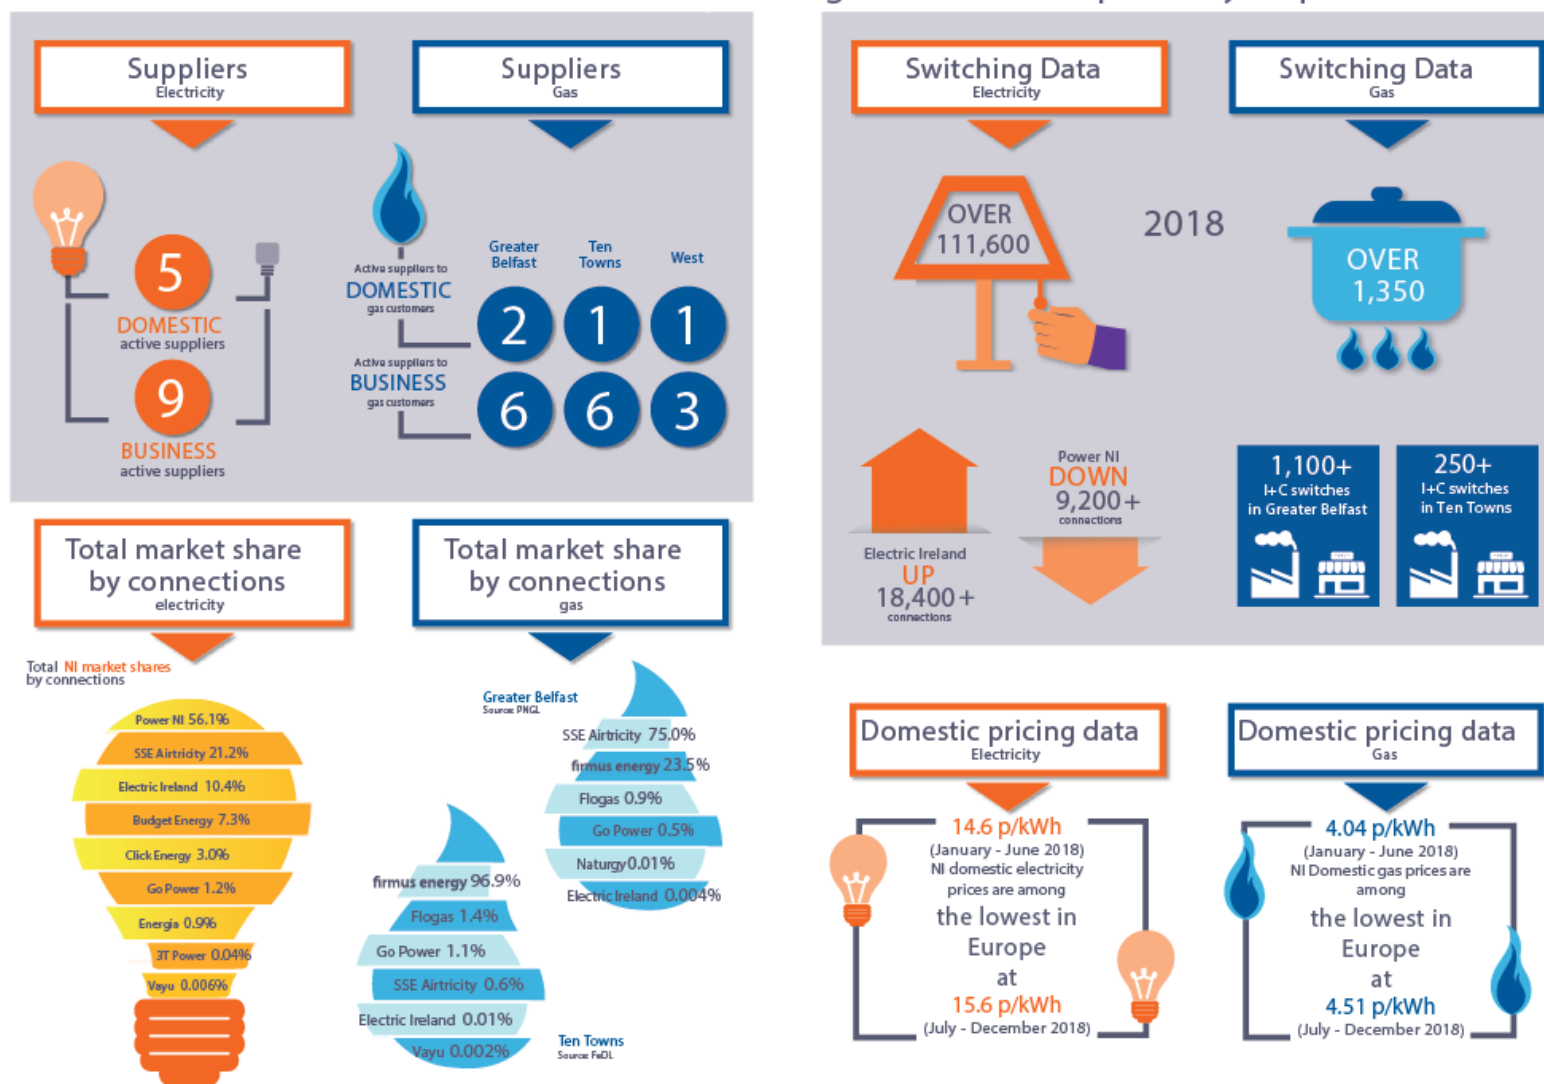 Suppliers
Electricity
5
DOMESTIC
active suppliers
9
BUSINESS
active suppliers
Suppliers
Gas
Greater
Belfast
Ten
Towns
West
Active suppliers to
DOMESTIC
gas customers
2 1 1
Active suppliers to
BUSINESS
gas customers
6 6 3
Total market share
by connections
electricity
Total NI market shares
by connections
Power NI 56.1%
SSE Airtricity 21.2%
Electric Ireland 10.4%
Budget Energy 7.3%
Click Energy 3.0%
Go Power 1.2%
Energia 0.9%
3T Power 0.04%
Vayu 0.006%
Total market share
by connections
gas
Greater Belfast
Source: PNGL
SSE Airtricity 75.0%
firmus energy 23.5%
Flogas 0.9%
Go Power 0.5%
Naturgy 0.01%
Electric Ireland 0.004%
firmus energy 96.9%
Flogas 1.4%
Go Power 1.1%
SSE Airtricity 0.6%
Electric Ireland 0.01%
Vayu 0.002%
Ten Towns
Source: FeDL
Switching Data
Electricity
OVER
111,600
2018
Electric Ireland
UP
18,400+
connections
Power NI
DOWN
9,200+
connections
Switching Data
Gas
OVER
1,350
1,100+
I+C switches
in Greater Belfast
250+
I+C switches
in Ten Towns
Domestic pricing data
Electricity
14.6 p/kWh
(January - June 2018)
NI domestic electricity
prices are among
the lowest in
Europe
at
15.6 p/kWh
(July - December 2018)
Domestic pricing data
Gas
4.04 p/kWh
(January - June 2018)
NI Domestic gas prices are
among
the lowest in
Europe
at
4.51 p/kWh
(July - December 2018)